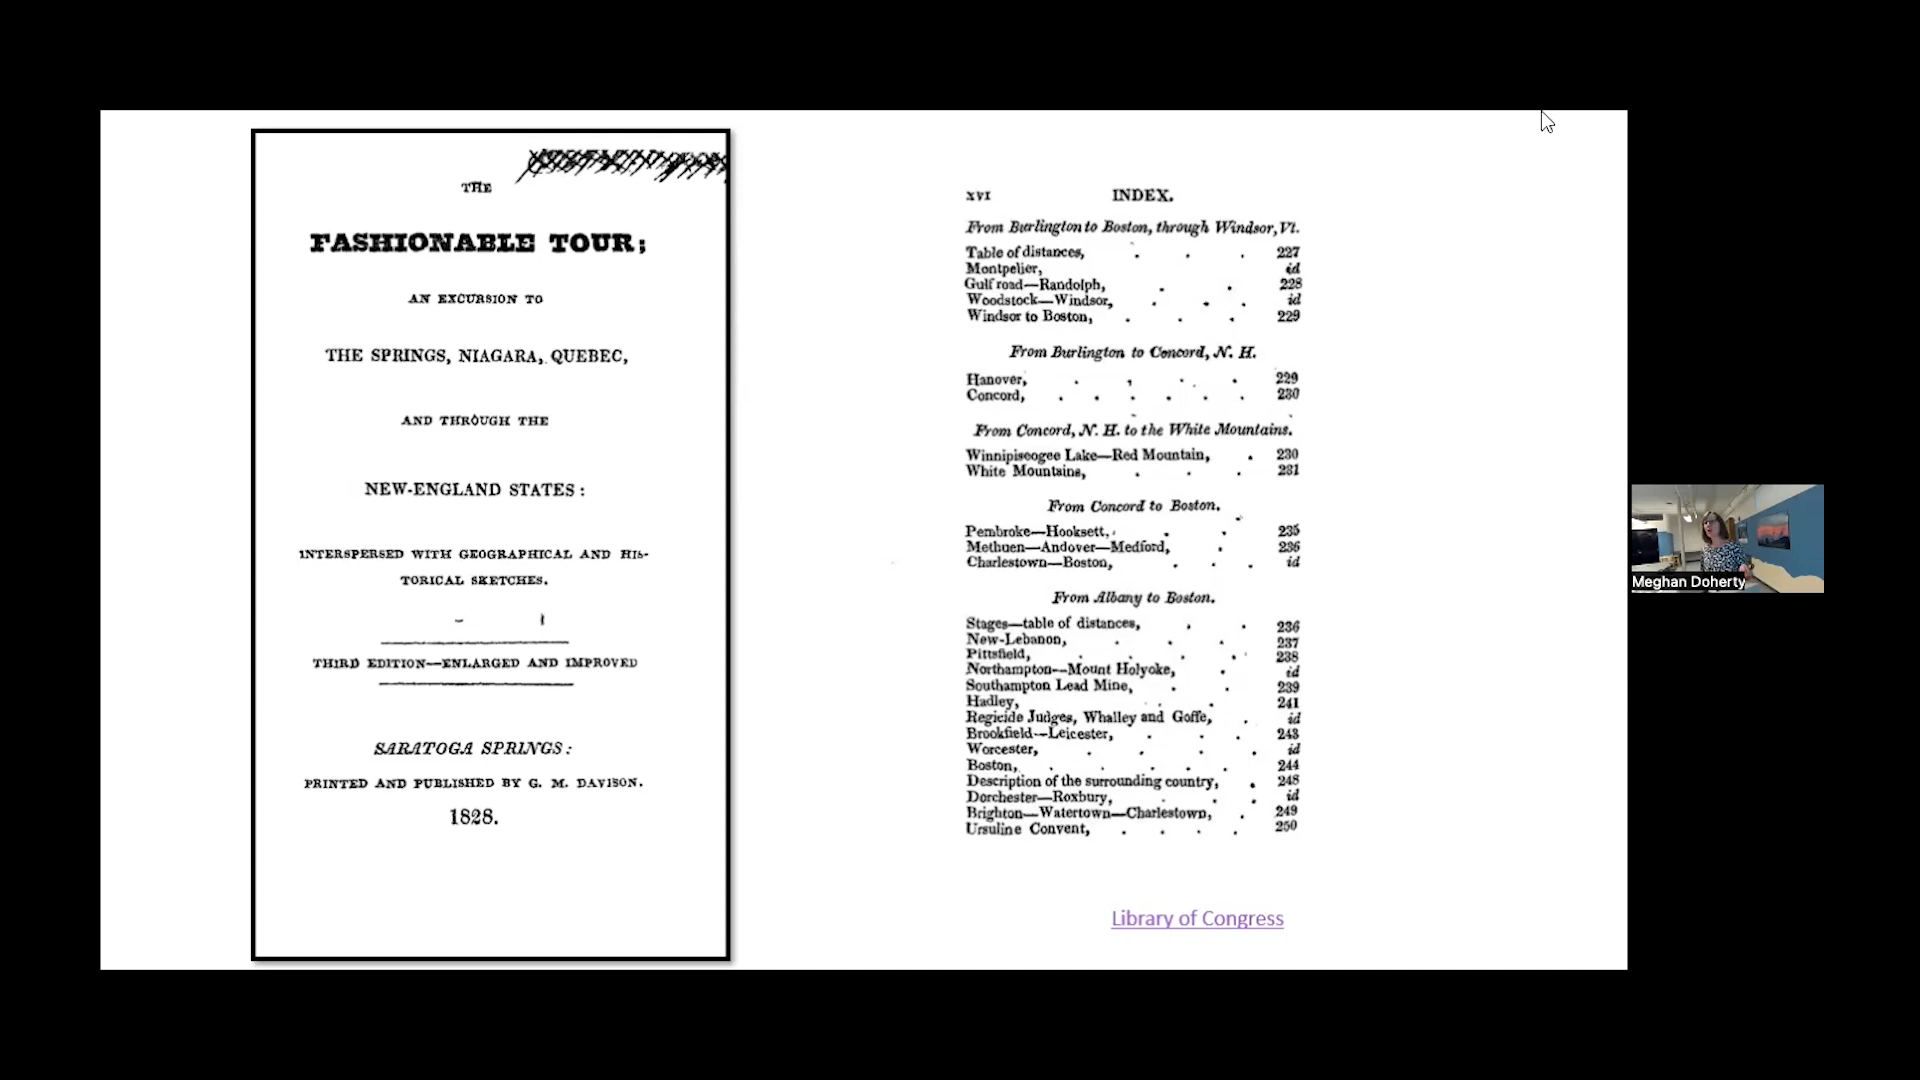 THE
FASHIONABLE TOUR;
AN EXCURSION TO
THE SPRINGS, NIAGARA, QUEBEC,
AND THROUGH THE
NEW-ENGLAND STATES:
INTERSPERSED WITH GEOGRAPHICAL AND HIS-
TORICAL SKETCHES.
THIRD EDITION—ENLARGED AND IMPROVED
SARATOGA SPRINGS:
PRINTED AND PUBLISHED BY G. M. DAVISON.
1828.
XVI INDEX.
From Burlington to Boston, through Windsor, Vt.
Table of distances, . . . 227
Montpelier, id
Gulf road—Randolph, . . 228
Woodstock—Windsor, . . . id
Windsor to Boston, . . . 229
From Burlington to Concord, N. H.
Hanover, . . . . 229
Concord, . . . . . . 230
From Concord, N. H. to the White Mountains.
Winnipiseogee Lake—Red Mountain, . 230
White Mountains, . . . 231
From Concord to Boston.
Pembroke—Hooksett, . . 235
Methuen—Andover—Medford, . 236
Charlestown—Boston, . . . id
From Albany to Boston.
Stages—table of distances, . . 236
New-Lebanon, . . . 237
Pittsfield, . . . . 238
Northampton—Mount Holyoke, . id
Southampton Lead Mine, . . 239
Hadley, . . . 241
Regicide Judges, Whalley and Goffe, . id
Brookfield—Leicester, . . . 243
Worcester, . . . . id
Boston, . . . . . 244
Description of the surrounding country, . 248
Dorchester—Roxbury, . . . id
Brighton—Watertown—Charlestown, . 249
Ursuline Convent, . . . . 250
Library of Congress
Meghan Doherty